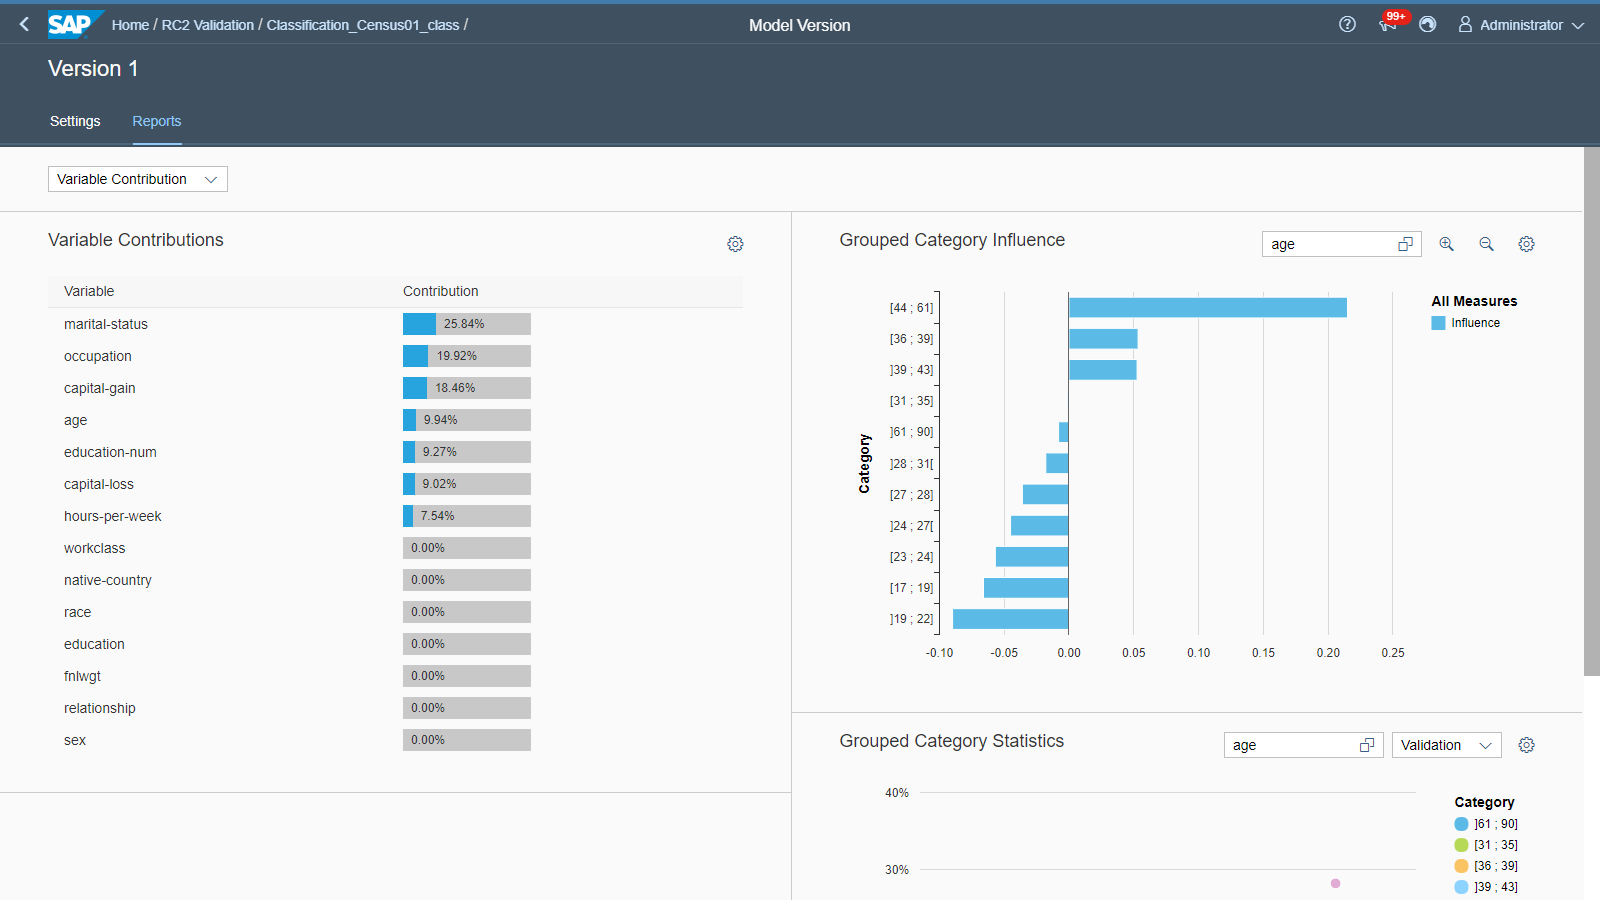 SAP Home / RC2 Validation / Classification_Census01_class /
Model Version
99+
Administrator
Version 1
Settings
Reports
Variable Contribution
Variable Contributions
Variable Contribution
marital-status 25.84%
occupation 19.92%
capital-gain 18.46%
age 9.94%
education-num 9.27%
capital-loss 9.02%
hours-per-week 7.54%
workclass 0.00%
native-country 0.00%
race 0.00%
education 0.00%
fnlwgt 0.00%
relationship 0.00%
sex 0.00%
Grouped Category Influence
age
Category
[44 ; 61]
[36 ; 39]
]39 ; 43]
[31 ; 35]
]61 ; 90]
]28 ; 31[
[27 ; 28]
]24 ; 27[
[23 ; 24]
[17 ; 19]
]19 ; 22]
-0.10 -0.05 0.00 0.05 0.10 0.15 0.20 0.25
All Measures
Influence
Grouped Category Statistics
age
Validation
40%
30%
Category
]61 ; 90]
[31 ; 35]
[36 ; 39]
]39 ; 43]